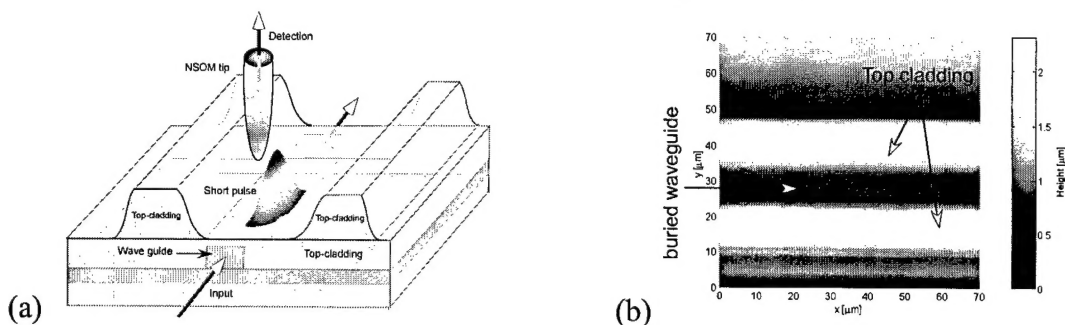 Detection
NSOM tip
Short pulse
Top-cladding
Top-cladding
Wave guide
Top-cladding
Input
(a)
buried waveguide
y [μm]
70
60
50
40
30
20
10
0
Top cladding
0 10 20 30 40 50 60 70
x [μm]
2
1.5
1
0.5
0
Height [μm]
(b)